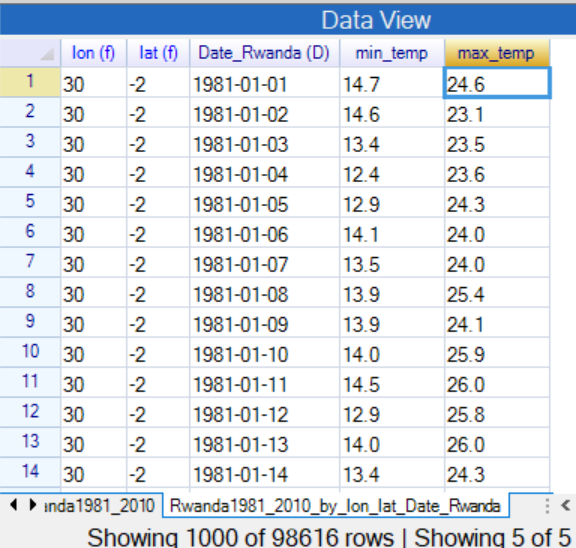 Data View
lon (f) lat (f) Date_Rwanda (D) min_temp max_temp
1 30 -2 1981-01-01 14.7 24.6
2 30 -2 1981-01-02 14.6 23.1
3 30 -2 1981-01-03 13.4 23.5
4 30 -2 1981-01-04 12.4 23.6
5 30 -2 1981-01-05 12.9 24.3
6 30 -2 1981-01-06 14.1 24.0
7 30 -2 1981-01-07 13.5 24.0
8 30 -2 1981-01-08 13.9 25.4
9 30 -2 1981-01-09 13.9 24.1
10 30 -2 1981-01-10 14.0 25.9
11 30 -2 1981-01-11 14.5 26.0
12 30 -2 1981-01-12 12.9 25.8
13 30 -2 1981-01-13 14.0 26.0
14 30 -2 1981-01-14 13.4 24.3
anda1981_2010 Rwanda1981_2010_by_lon_lat_Date_Rwanda
Showing 1000 of 98616 rows | Showing 5 of 5